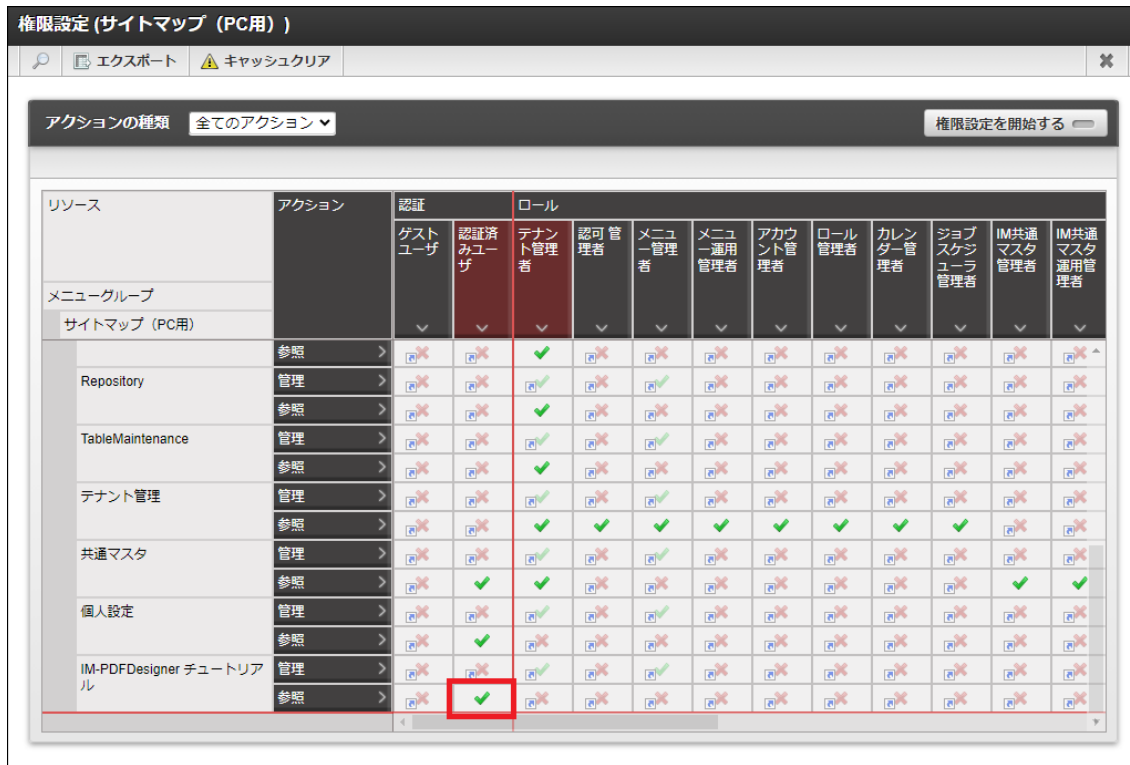 権限設定 (サイトマップ（PC用）)
エクスポート キャッシュクリア
アクションの種類 全てのアクション 権限設定を開始する
リソース アクション 認証 ロール
ゲスト
ユーザ
認証済
みユー
ザ
テナン
ト管理
者
認可 管
理者
メニュ
ー管理
者
メニュ
ー運用
管理者
アカウ
ント管
理者
ロール
管理者
カレン
ダー管
理者
ジョブ
スケジ
ューラ
管理者
IM共通
マスタ
管理者
IM共通
マスタ
運用管
理者
メニューグループ
サイトマップ（PC用）
参照
Repository 管理
参照
TableMaintenance 管理
参照
テナント管理 管理
参照
共通マスタ 管理
参照
個人設定 管理
参照
IM-PDFDesigner チュートリア 管理
ル
参照